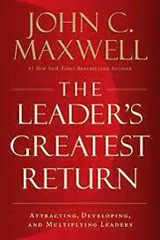 JOHN C.
MAXWELL
#1 New York Times BESTSELLING AUTHOR
THE
LEADER'S
GREATEST
RETURN
ATTRACTING, DEVELOPING,
AND MULTIPLYING LEADERS